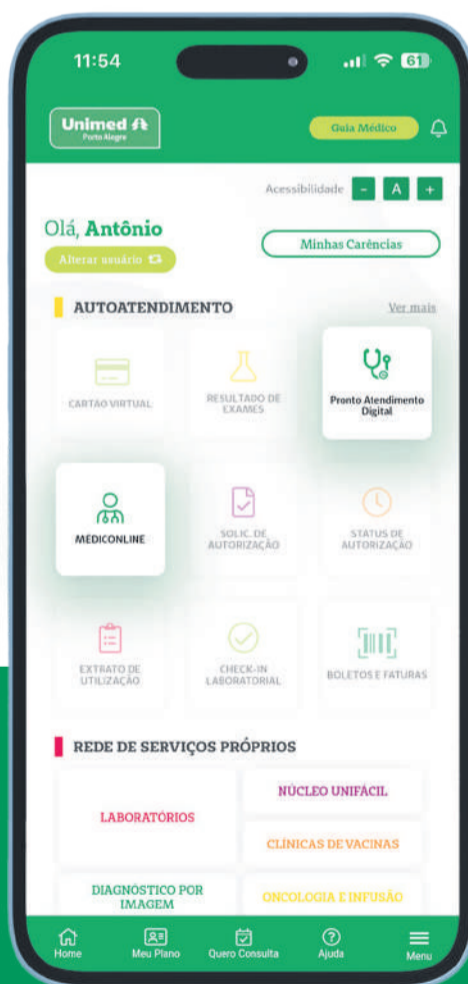 11:54
61
Unimed
Porto Alegre
Guia Médico
Acessibilidade - A +
Olá, Antônio
Alterar usuário
Minhas Carências
AUTOATENDIMENTO
Ver mais
CARTÃO VIRTUAL
RESULTADO DE
EXAMES
Pronto Atendimento
Digital
MÉDICONLINE
SOLIC. DE
AUTORIZAÇÃO
STATUS DE
AUTORIZAÇÃO
EXTRATO DE
UTILIZAÇÃO
CHECK-IN
LABORATORIAL
BOLETOS E FATURAS
REDE DE SERVIÇOS PRÓPRIOS
LABORATÓRIOS
NÚCLEO UNIFÁCIL
CLÍNICAS DE VACINAS
DIAGNÓSTICO POR
IMAGEM
ONCOLOGIA E INFUSÃO
Home
Meu Plano
Quero Consulta
?
Ajuda
Menu